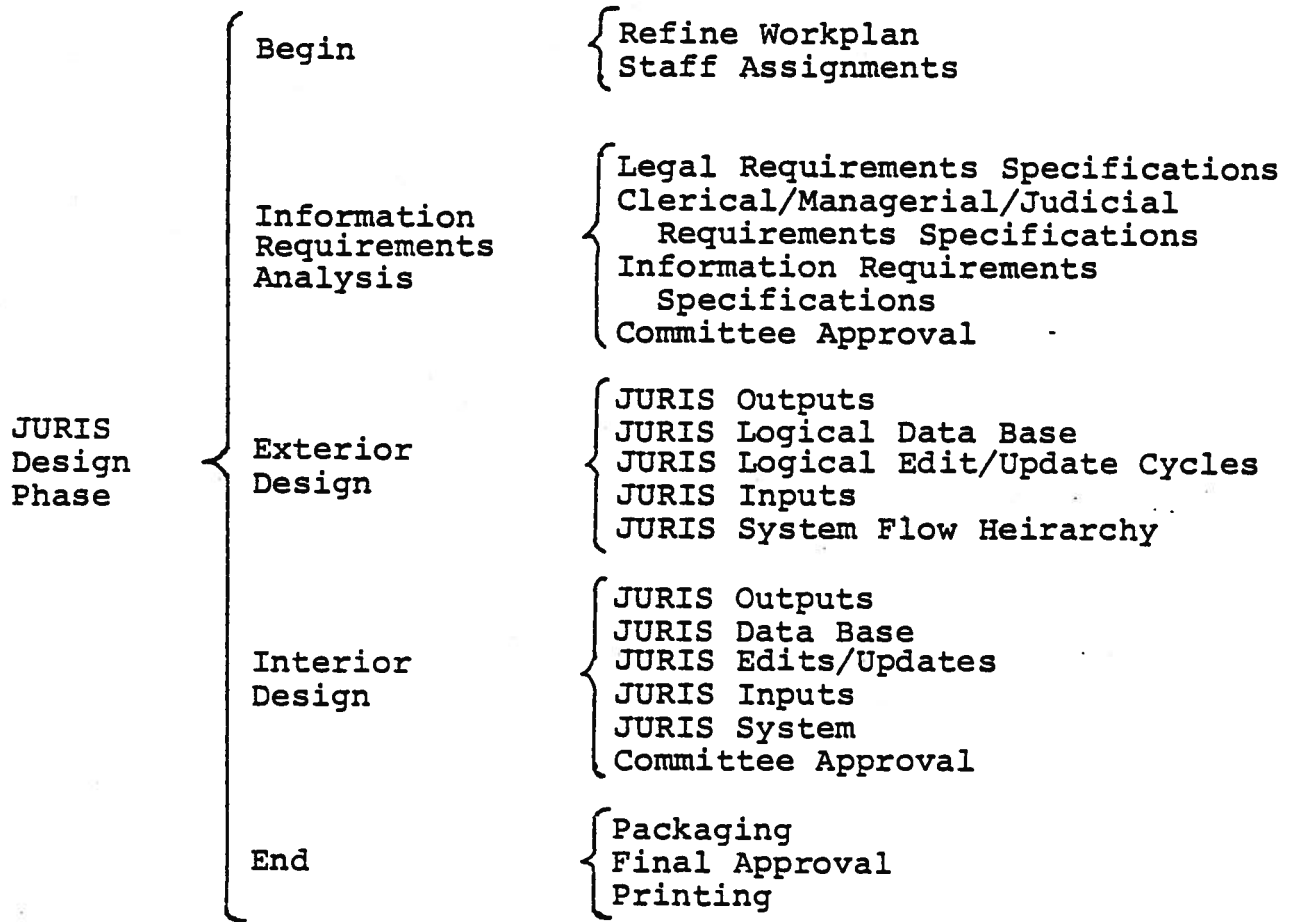 Begin
Refine Workplan
Staff Assignments
Information
Requirements
Analysis
Legal Requirements Specifications
Clerical/Managerial/Judicial
Requirements Specifications
Information Requirements
Specifications
Committee Approval
JURIS
Design
Phase
Exterior
Design
JURIS Outputs
JURIS Logical Data Base
JURIS Logical Edit/Update Cycles
JURIS Inputs
JURIS System Flow Heirarchy
Interior
Design
JURIS Outputs
JURIS Data Base
JURIS Edits/Updates
JURIS Inputs
JURIS System
Committee Approval
End
Packaging
Final Approval
Printing